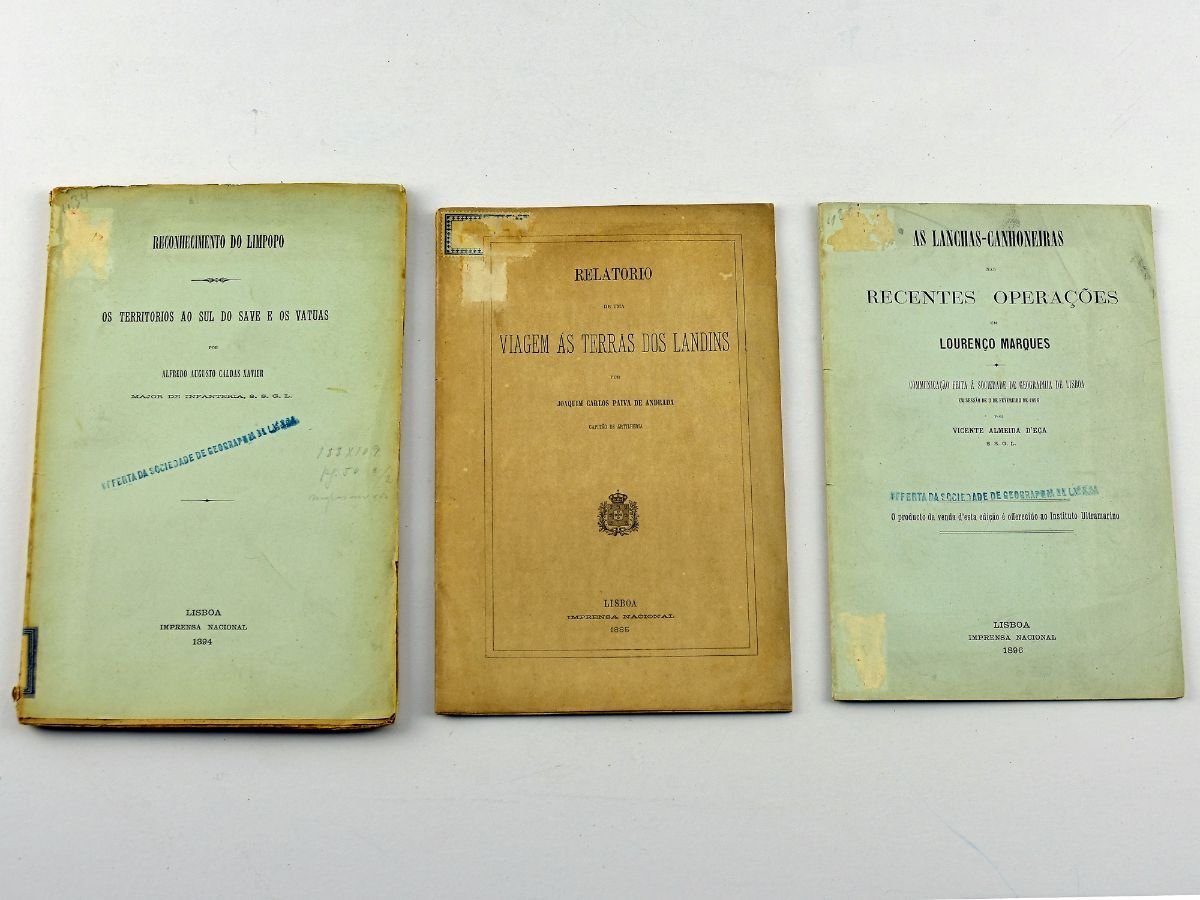 RECONHECIMENTO DO LIMPOPO
OS TERRITORIOS AO SUL DO SAVE E OS VATUAS
POR
ALFREDO AUGUSTO CALDAS XAVIER
MAJOR DE INFANTERIA, S. S. G. L.
OFFERTA DA SOCIEDADE DE GEOGRAPHIA DE LISBOA
LISBOA
IMPRENSA NACIONAL
1894
RELATORIO
DE UMA
VIAGEM ÁS TERRAS DOS LANDINS
POR
JOAQUIM CARLOS PAIVA DE ANDRADA
CAPITÃO DE ARTILHERIA
LISBOA
IMPRENSA NACIONAL
1885
AS LANCHAS-CANHONEIRAS
NAS
RECENTES OPERAÇÕES
EM
LOURENÇO MARQUES
COMMUNICAÇÃO FEITA Á SOCIEDADE DE GEOGRAPHIA DE LISBOA
POR
VICENTE ALMEIDA D'EÇA
S. S. G. L.
OFFERTA DA SOCIEDADE DE GEOGRAPHIA DE LISBOA
O producto da venda d'esta edição é offerecido ao Instituto Ultramarino
LISBOA
IMPRENSA NACIONAL
1896